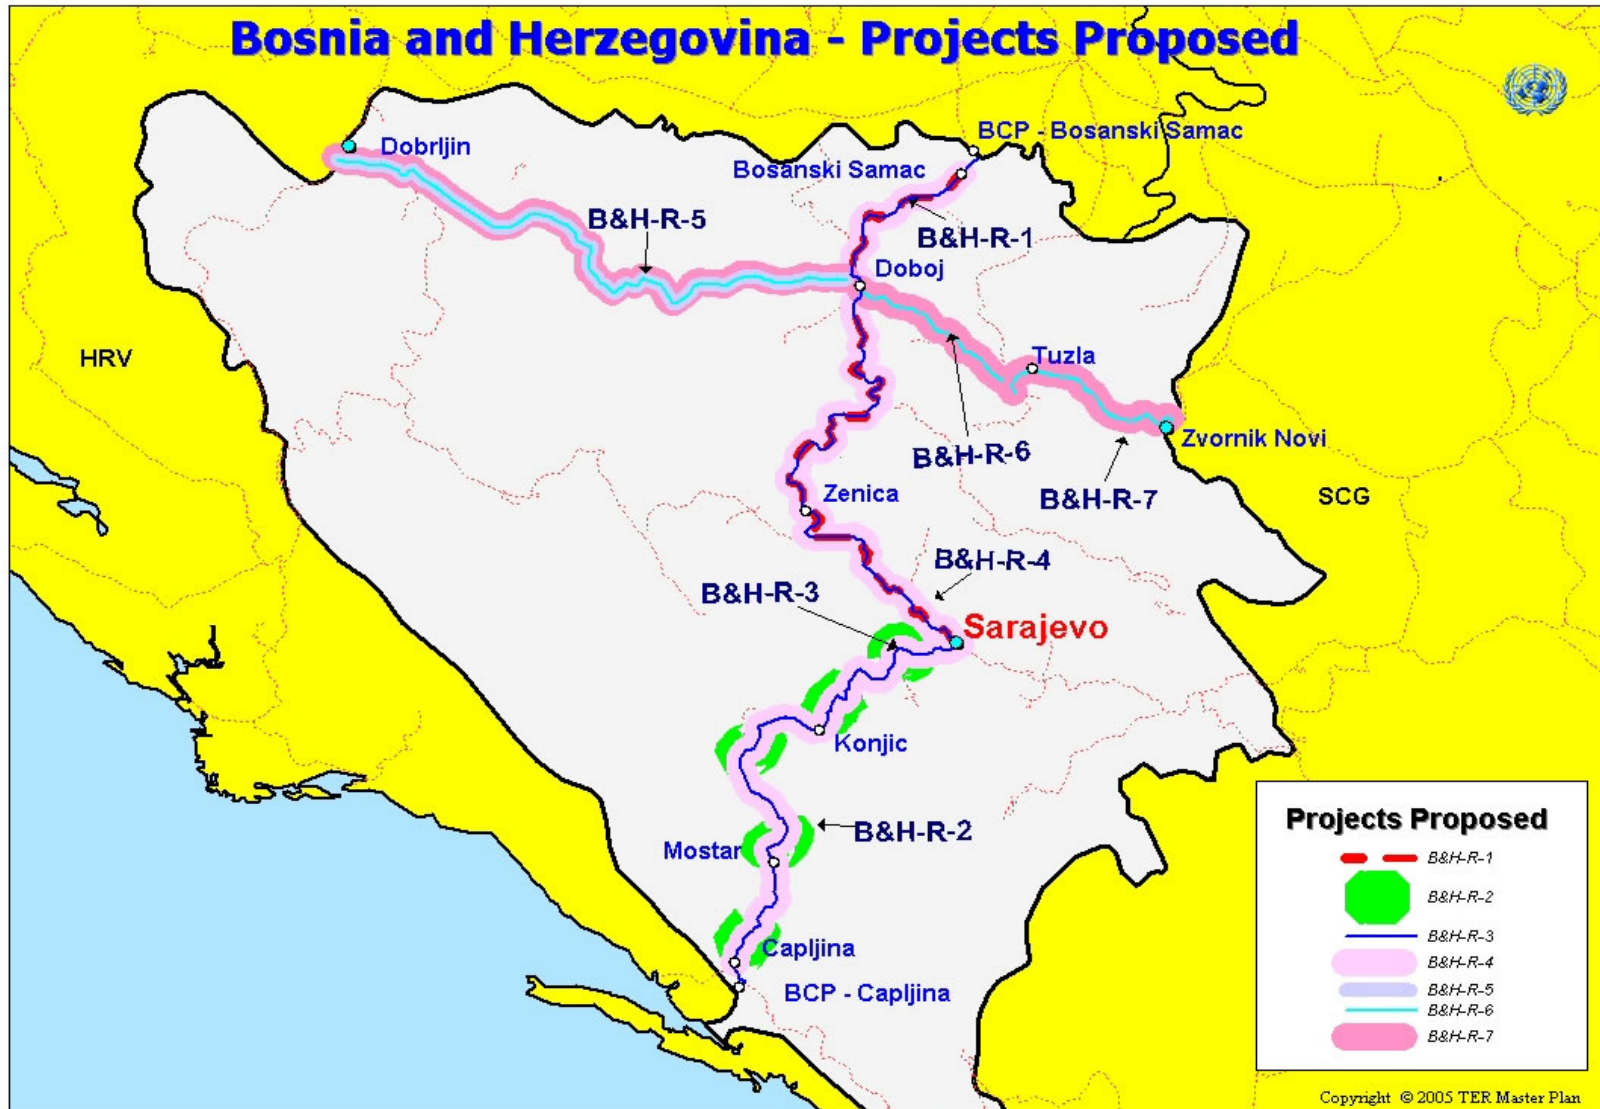 Bosnia and Herzegovina - Projects Proposed
BCP - Bosanski Samac
Dobrljin
Bosanski Samac
B&H-R-5
B&H-R-1
Doboj
HRV
Tuzla
Zvornik Novi
B&H-R-6
Zenica
B&H-R-7
SCG
B&H-R-4
B&H-R-3
Sarajevo
Konjic
B&H-R-2
Mostar
Capljina
BCP - Capljina
Projects Proposed
B&H-R-1
B&H-R-2
B&H-R-3
B&H-R-4
B&H-R-5
B&H-R-6
B&H-R-7
Copyright © 2005 TER Master Plan